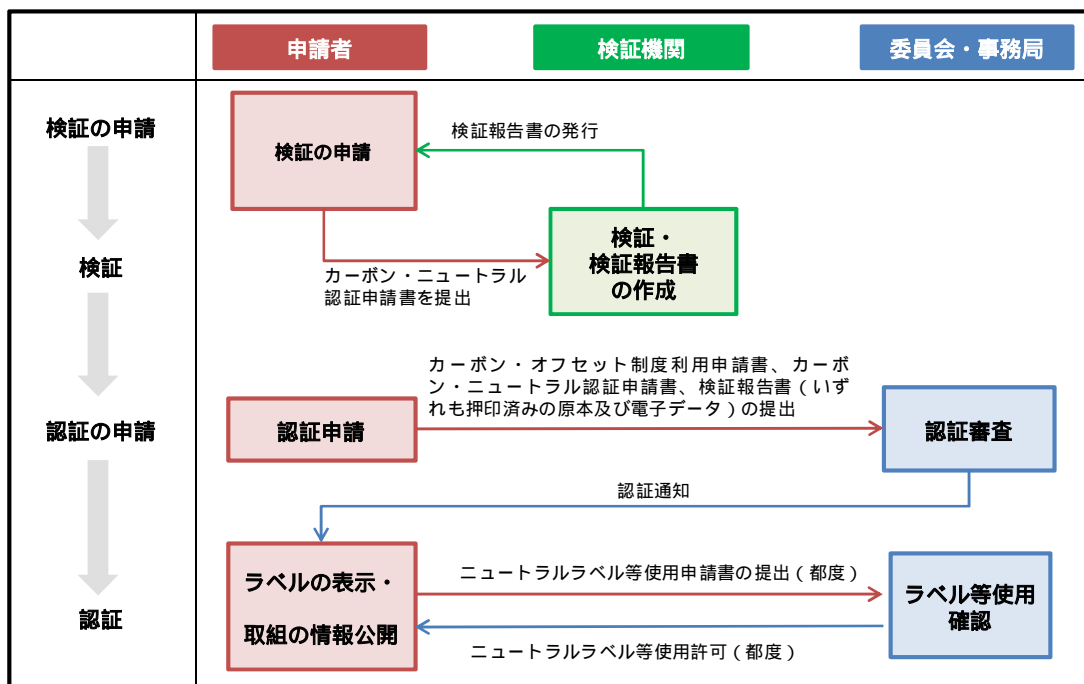 申請者
検証機関
委員会・事務局
検証の申請
検証の申請
検証報告書の発行
検証
カーボン・ニュートラル
認証申請書を提出
検証・
検証報告書
の作成
カーボン・オフセット制度利用申請書、カーボ
ン・ニュートラル認証申請書、検証報告書(いず
れも押印済みの原本及び電子データ)の提出
認証の申請
認証申請
認証審査
認証通知
ラベルの表示・
取組の情報公開
ニュートラルラベル等使用申請書の提出(都度)
ラベル等使用
確認
認証
ニュートラルラベル等使用許可(都度)